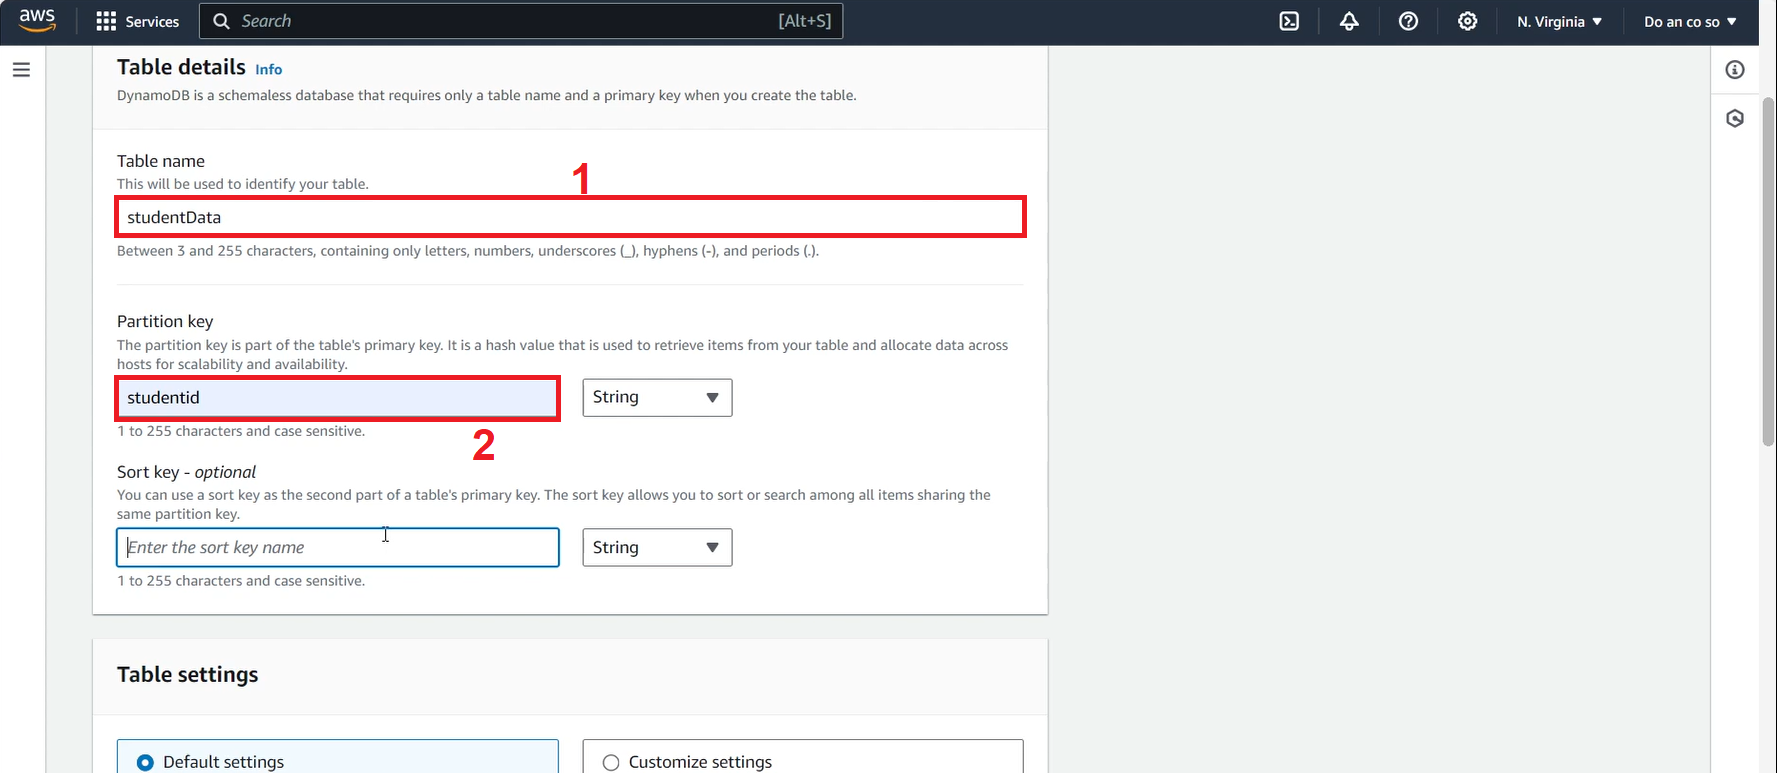 aws
Services
Search
[Alt+S]
N. Virginia
Do an co so
Table details Info
DynamoDB is a schemaless database that requires only a table name and a primary key when you create the table.
Table name
This will be used to identify your table.
1
studentData
Between 3 and 255 characters, containing only letters, numbers, underscores (_), hyphens (-), and periods (.).
Partition key
The partition key is part of the table's primary key. It is a hash value that is used to retrieve items from your table and allocate data across
hosts for scalability and availability.
studentid
String
1 to 255 characters and case sensitive.
2
Sort key - optional
You can use a sort key as the second part of a table's primary key. The sort key allows you to sort or search among all items sharing the
same partition key.
Enter the sort key name
String
1 to 255 characters and case sensitive.
Table settings
Default settings
Customize settings